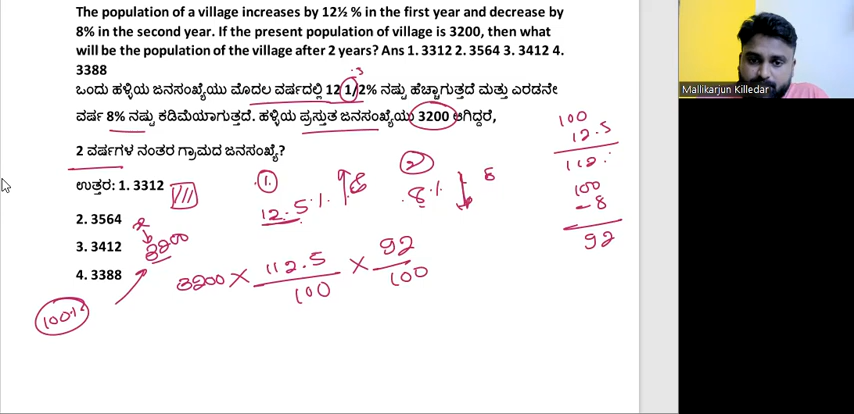 The population of a village increases by 12½ % in the first year and decrease by
8% in the second year. If the present population of village is 3200, then what
will be the population of the village after 2 years? Ans 1. 3312 2. 3564 3. 3412 4.
3388
ಒಂದು ಹಳ್ಳಿಯ ಜನಸಂಖ್ಯೆಯು ಮೊದಲ ವರ್ಷದಲ್ಲಿ 12 1/2% ನಷ್ಟು ಹೆಚ್ಚಾಗುತ್ತದೆ ಮತ್ತು ಎರಡನೇ
ವರ್ಷ 8% ನಷ್ಟು ಕಡಿಮೆಯಾಗುತ್ತದೆ. ಹಳ್ಳಿಯ ಪ್ರಸ್ತುತ ಜನಸಂಖ್ಯೆಯು 3200 ಆಗಿದ್ದರೆ,
2 ವರ್ಷಗಳ ನಂತರ ಗ್ರಾಮದ ಜನಸಂಖ್ಯೆ?
ಉತ್ತರ: 1. 3312
2. 3564
3. 3412
4. 3388
Mallikarjun Killedar
1.
12.5%
2
8%
8
3200
3200 × 112.5/100 × 92/100
100%
100
12.5
112.
100
-8
92